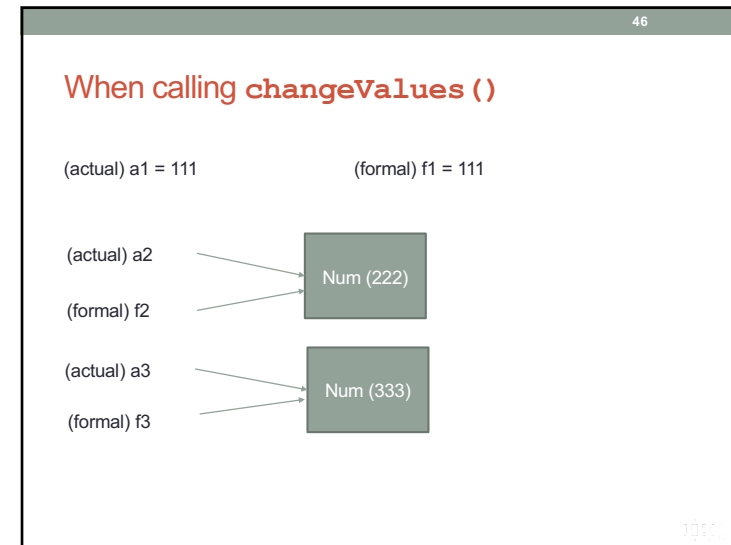 46
When calling changeValues()
(actual) a1 = 111
(formal) f1 = 111
(actual) a2
Num (222)
(formal) f2
(actual) a3
Num (333)
(formal) f3